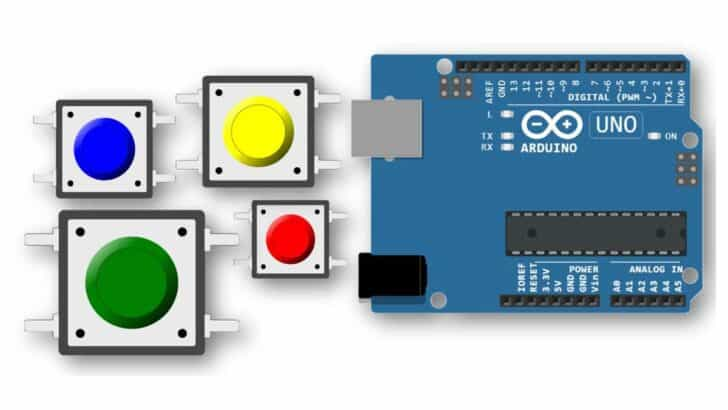 AREF
GND
13
12
~11
~10
~9
8
7
~6
~5
4
~3
2
TX→1
RX←0
DIGITAL (PWM ~)
L
TX
RX
ARDUINO
UNO
ON
IOREF
RESET
3.3V
5V
GND
GND
Vin
POWER
ANALOG IN
A0
A1
A2
A3
A4
A5